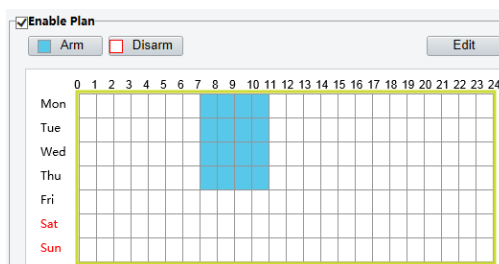 Enable Plan
Arm Disarm Edit
0 1 2 3 4 5 6 7 8 9 10 11 12 13 14 15 16 17 18 19 20 21 22 23 24
Mon
Tue
Wed
Thu
Fri
Sat
Sun